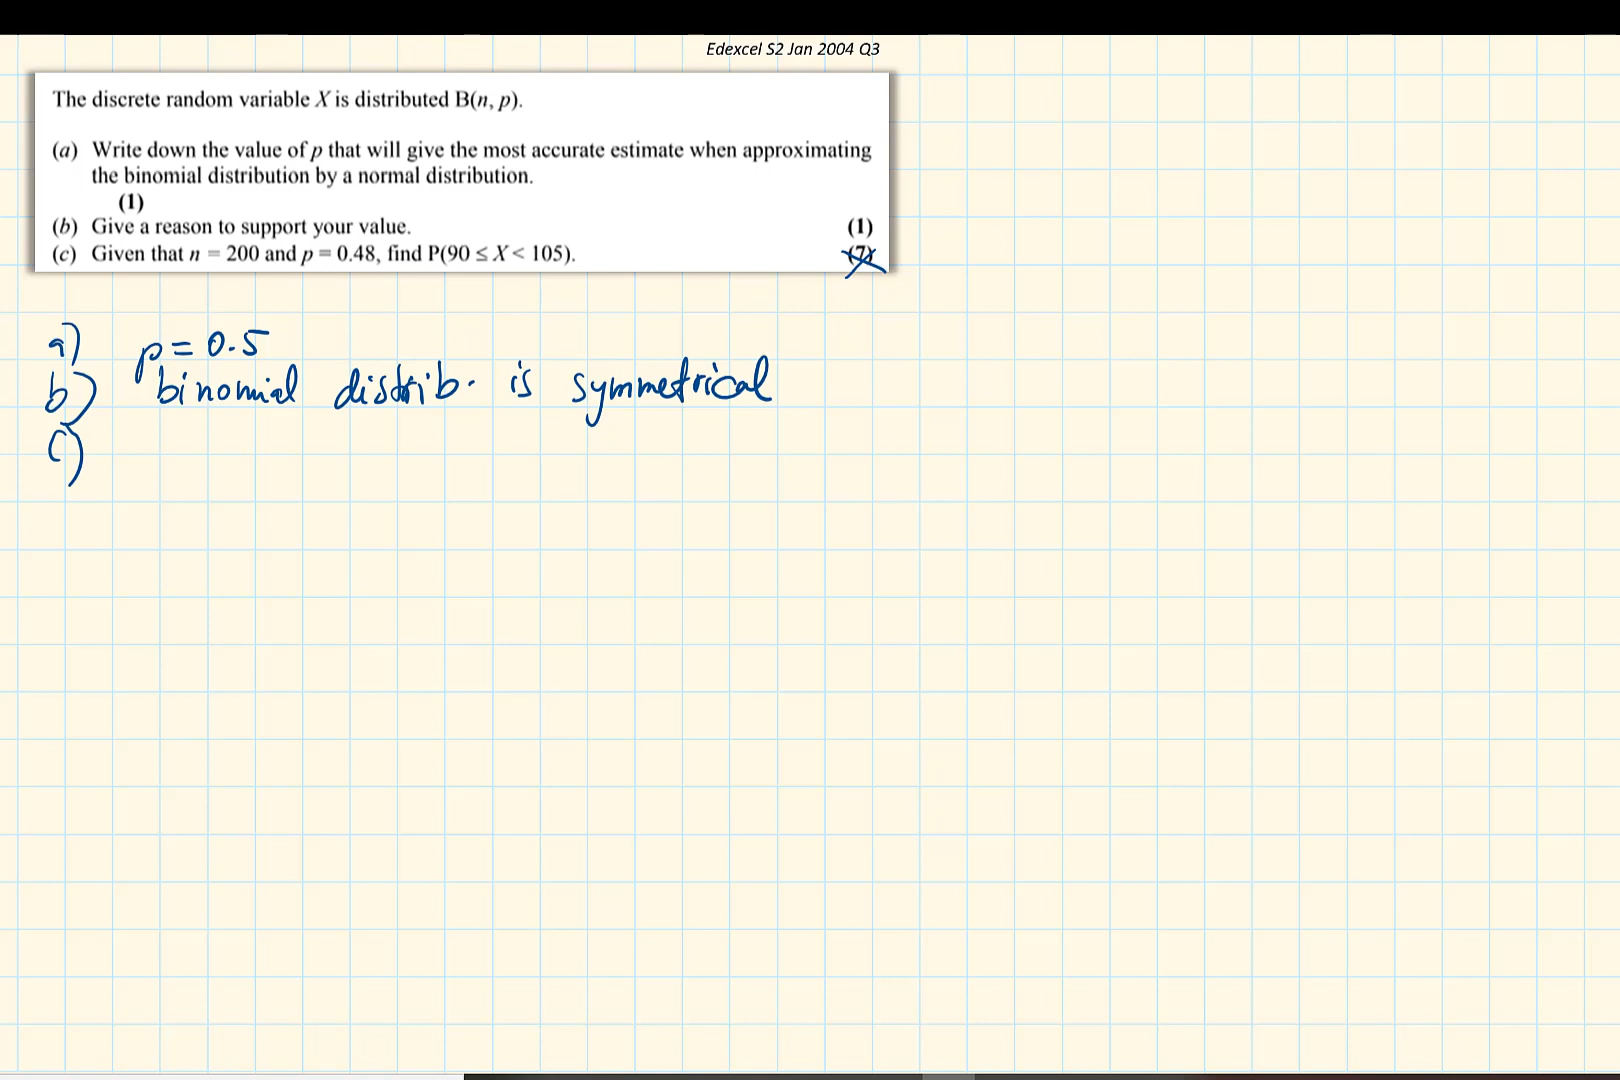 Edexcel S2 Jan 2004 Q3
The discrete random variable X is distributed B(n, p).
(a) Write down the value of p that will give the most accurate estimate when approximating
the binomial distribution by a normal distribution.
(1)
(b) Give a reason to support your value. (1)
(c) Given that n = 200 and p = 0.48, find P(90 ≤ X < 105). (7)
a) p = 0.5
b) binomial distrib. is symmetrical
c)